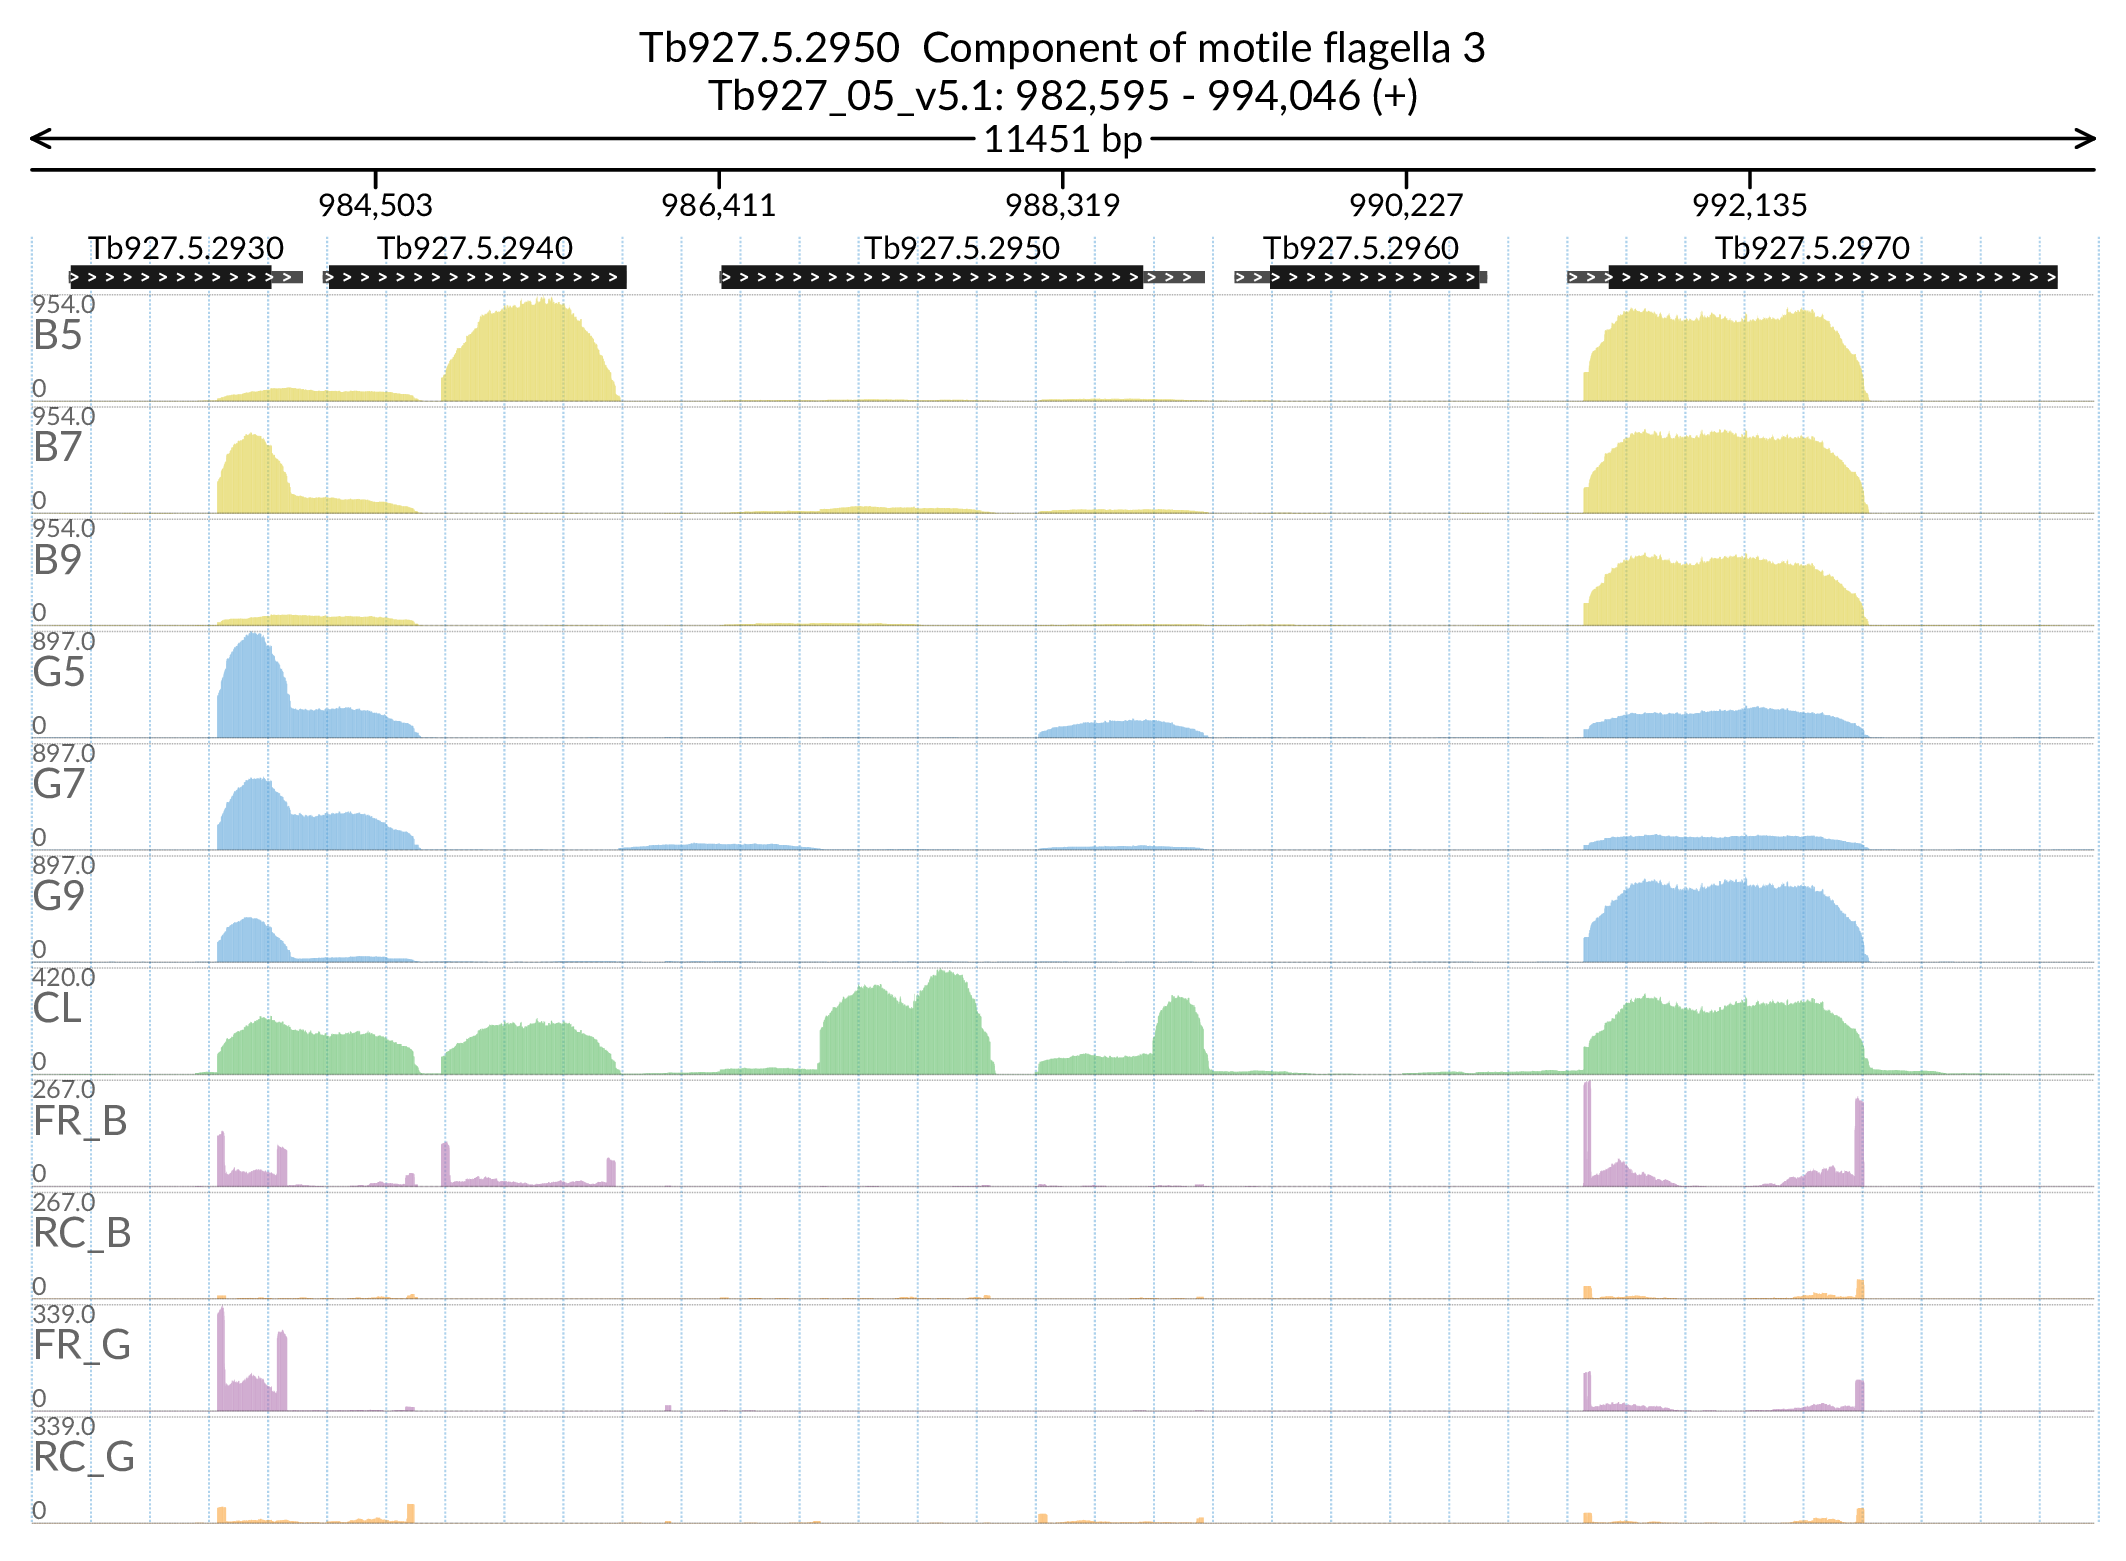 Tb927.5.2950 Component of motile flagella 3
Tb927_05_v5.1: 982,595 - 994,046 (+)
11451 bp
984,503 986,411 988,319 990,227 992,135
Tb927.5.2930 Tb927.5.2940 Tb927.5.2950 Tb927.5.2960 Tb927.5.2970
954.0
B5
0
954.0
B7
0
954.0
B9
0
897.0
G5
0
897.0
G7
0
897.0
G9
0
420.0
CL
0
267.0
FR_B
0
267.0
RC_B
0
339.0
FR_G
0
339.0
RC_G
0